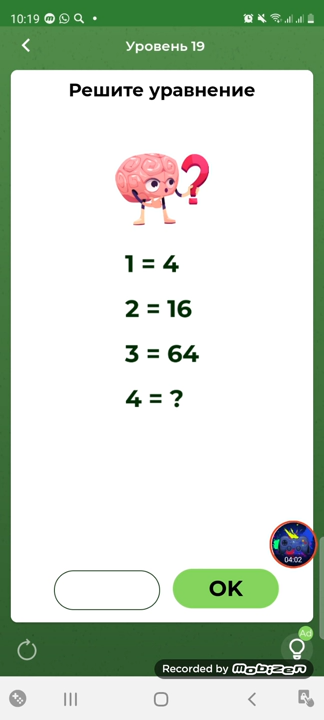 10:19
Уровень 19
Решите уравнение
?
1 = 4
2 = 16
3 = 64
4 = ?
04:02
OK
Ad
Recorded by mobizen